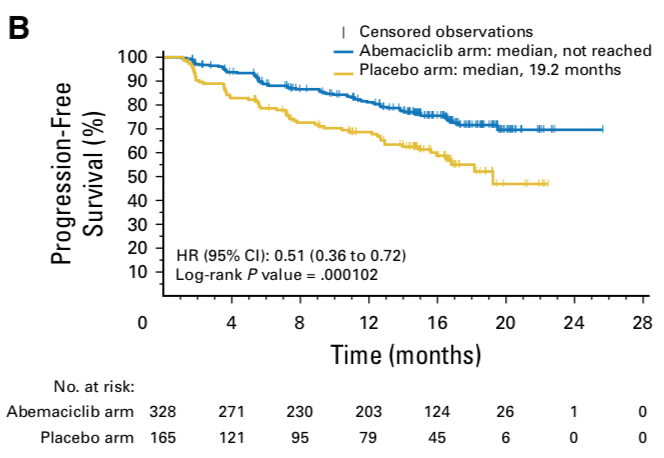 B
Censored observations
Abemaciclib arm: median, not reached
Placebo arm: median, 19.2 months
Progression-Free
Survival (%)
100
90
80
70
60
50
40
30
20
10
HR (95% CI): 0.51 (0.36 to 0.72)
Log-rank P value = .000102
0 4 8 12 16 20 24 28
Time (months)
No. at risk:
Abemaciclib arm 328 271 230 203 124 26 1 0
Placebo arm 165 121 95 79 45 6 0 0